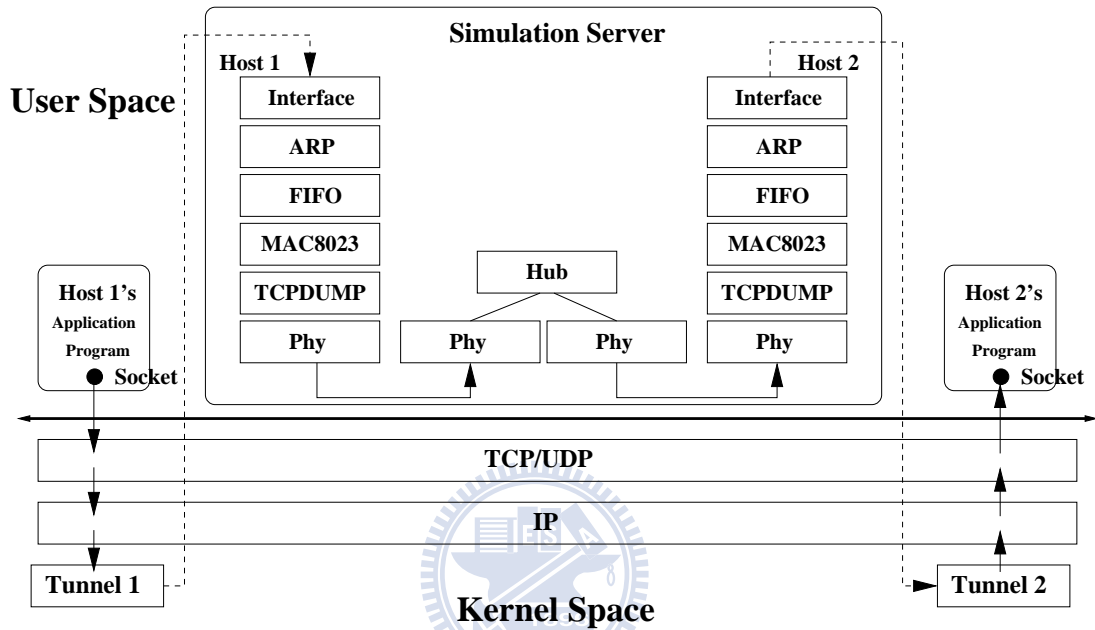 Simulation Server
User Space
Host 1
Interface
ARP
FIFO
MAC8023
TCPDUMP
Phy
Hub
Phy
Phy
Host 2
Interface
ARP
FIFO
MAC8023
TCPDUMP
Phy
Host 1's
Application
Program
Socket
Host 2's
Application
Program
Socket
TCP/UDP
IP
Tunnel 1
Tunnel 2
Kernel Space
E S
A